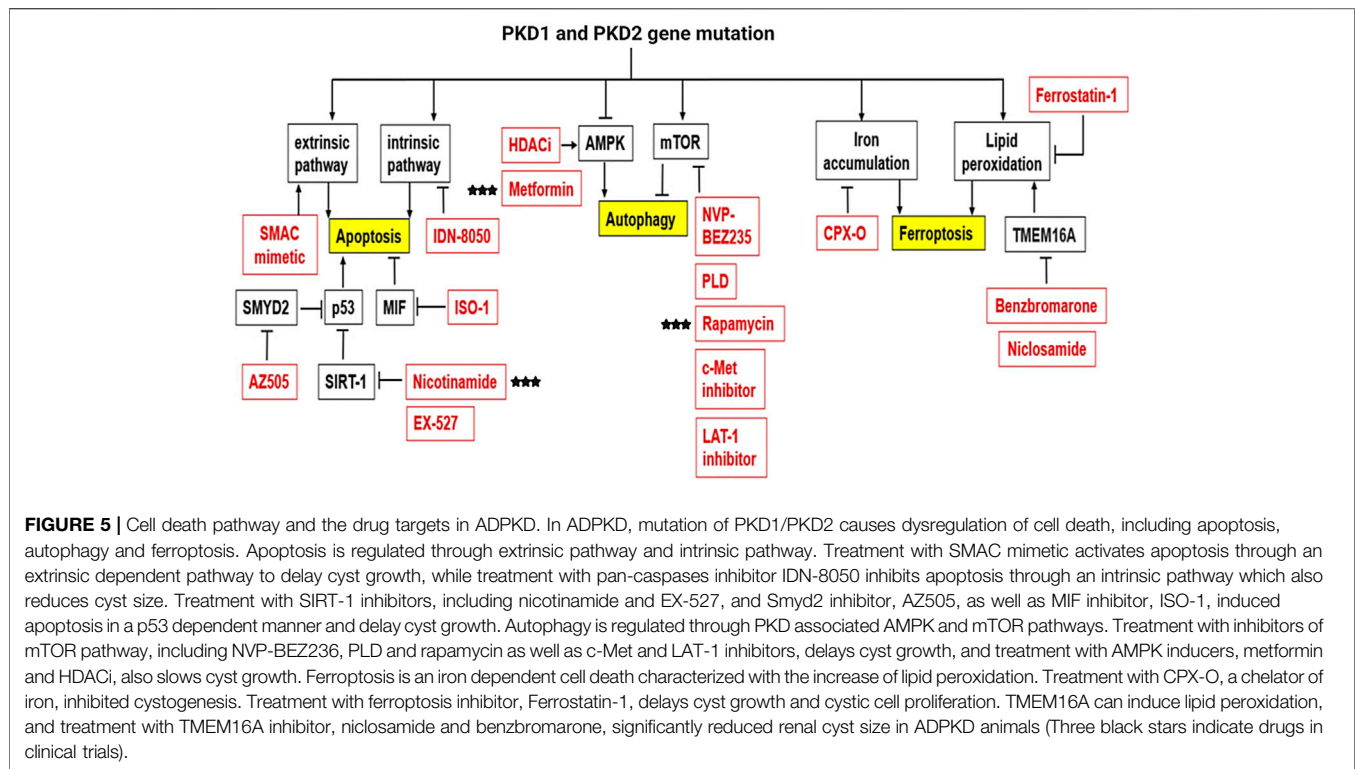 PKD1 and PKD2 gene mutation
Ferrostatin-1
extrinsic
pathway
intrinsic
pathway
HDACi
AMPK
mTOR
Iron
accumulation
Lipid
peroxidation
Metformin
SMAC
mimetic
Apoptosis
IDN-8050
Autophagy
NVP-
BEZ235
CPX-O
Ferroptosis
TMEM16A
PLD
SMYD2
p53
MIF
ISO-1
Rapamycin
Benzbromarone
Niclosamide
AZ505
SIRT-1
Nicotinamide
EX-527
c-Met
inhibitor
LAT-1
inhibitor
FIGURE 5 | Cell death pathway and the drug targets in ADPKD. In ADPKD, mutation of PKD1/PKD2 causes dysregulation of cell death, including apoptosis,
autophagy and ferroptosis. Apoptosis is regulated through extrinsic pathway and intrinsic pathway. Treatment with SMAC mimetic activates apoptosis through an
extrinsic dependent pathway to delay cyst growth, while treatment with pan-caspases inhibitor IDN-8050 inhibits apoptosis through an intrinsic pathway which also
reduces cyst size. Treatment with SIRT-1 inhibitors, including nicotinamide and EX-527, and Smyd2 inhibitor, AZ505, as well as MIF inhibitor, ISO-1, induced
apoptosis in a p53 dependent manner and delay cyst growth. Autophagy is regulated through PKD associated AMPK and mTOR pathways. Treatment with inhibitors of
mTOR pathway, including NVP-BEZ236, PLD and rapamycin as well as c-Met and LAT-1 inhibitors, delays cyst growth, and treatment with AMPK inducers, metformin
and HDACi, also slows cyst growth. Ferroptosis is an iron dependent cell death characterized with the increase of lipid peroxidation. Treatment with CPX-O, a chelator of
iron, inhibited cystogenesis. Treatment with ferroptosis inhibitor, Ferrostatin-1, delays cyst growth and cystic cell proliferation. TMEM16A can induce lipid peroxidation,
and treatment with TMEM16A inhibitor, niclosamide and benzbromarone, significantly reduced renal cyst size in ADPKD animals (Three black stars indicate drugs in
clinical trials).